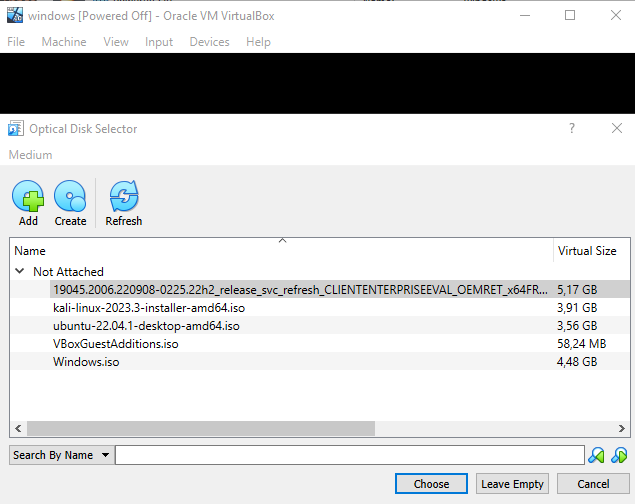 windows [Powered Off] - Oracle VM VirtualBox
File Machine View Input Devices Help
Optical Disk Selector
?
Medium
Add Create Refresh
Name Virtual Size
Not Attached
19045.2006.220908-0225.22h2_release_svc_refresh_CLIENTENTERPRISEEVAL_OEMRET_x64FR... 5,17 GB
kali-linux-2023.3-installer-amd64.iso 3,91 GB
ubuntu-22.04.1-desktop-amd64.iso 3,56 GB
VBoxGuestAdditions.iso 58,24 MB
Windows.iso 4,48 GB
Search By Name
Choose Leave Empty Cancel